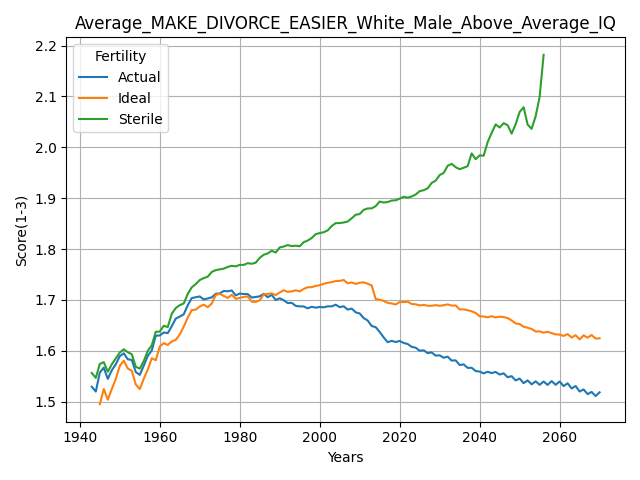 Average_MAKE_DIVORCE_EASIER_White_Male_Above_Average_IQ
Fertility
Actual
Ideal
Sterile
Score(1-3)
2.2
2.1
2.0
1.9
1.8
1.7
1.6
1.5
1940 1960 1980 2000 2020 2040 2060
Years